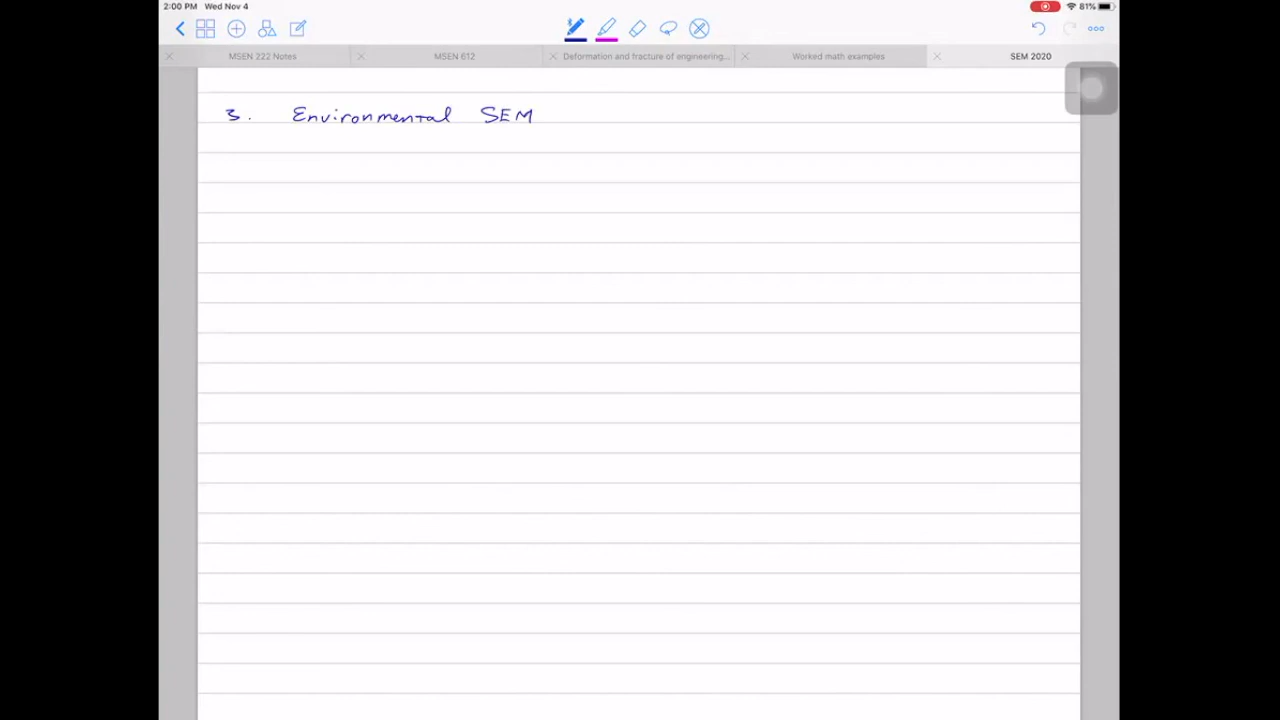 2:00 PM Wed Nov 4
81%
MSEN 222 Notes
MSEN 612
Deformation and fracture of engineering...
Worked math examples
SEM 2020
3. Environmental SEM